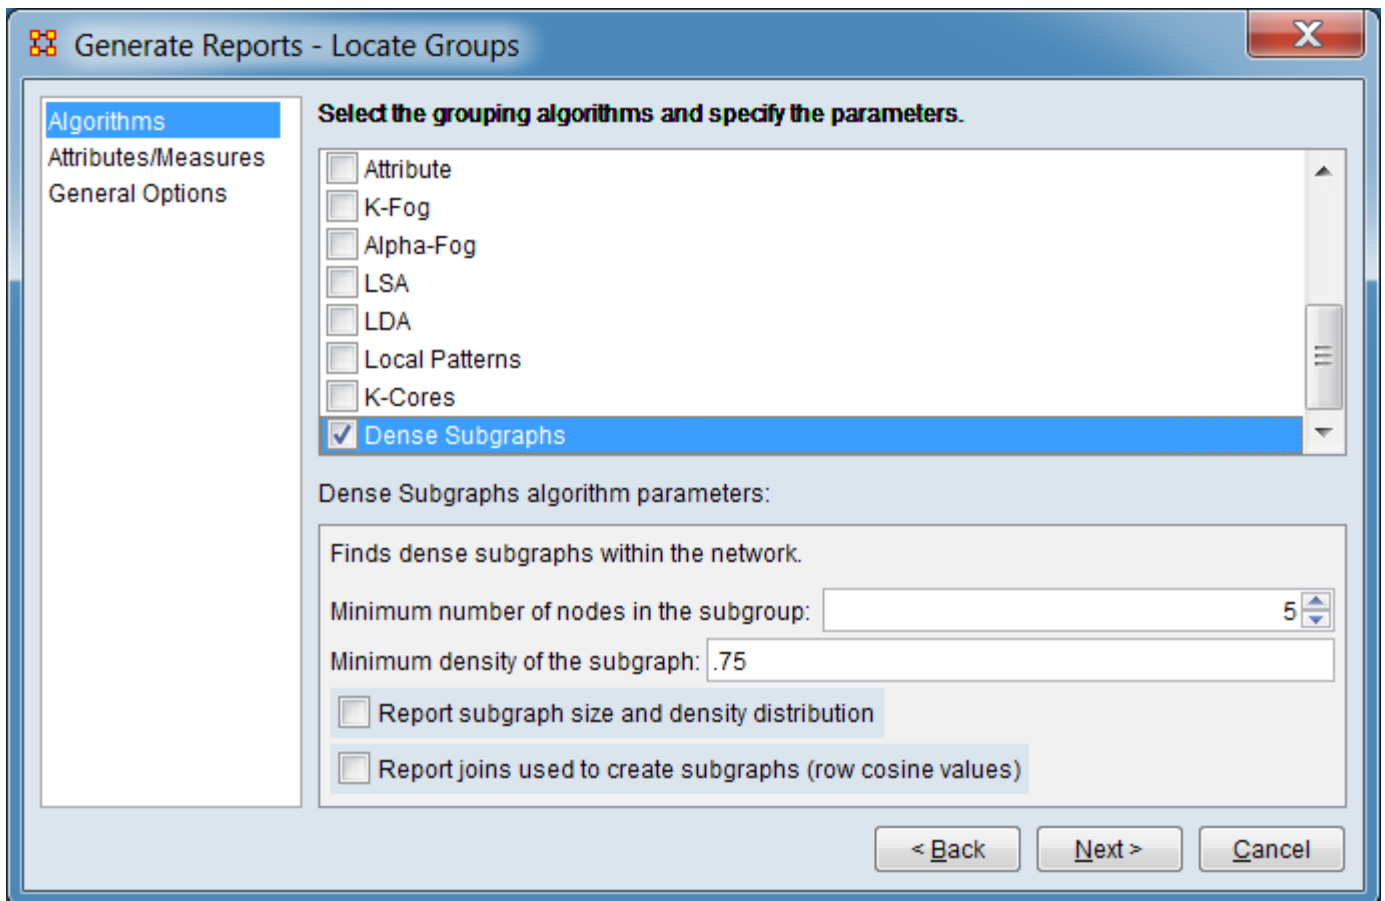 Generate Reports - Locate Groups
X
Algorithms
Attributes/Measures
General Options
Select the grouping algorithms and specify the parameters.
Attribute
K-Fog
Alpha-Fog
LSA
LDA
Local Patterns
K-Cores
Dense Subgraphs
Dense Subgraphs algorithm parameters:
Finds dense subgraphs within the network.
Minimum number of nodes in the subgroup: 5
Minimum density of the subgraph: .75
Report subgraph size and density distribution
Report joins used to create subgraphs (row cosine values)
< Back Next > Cancel